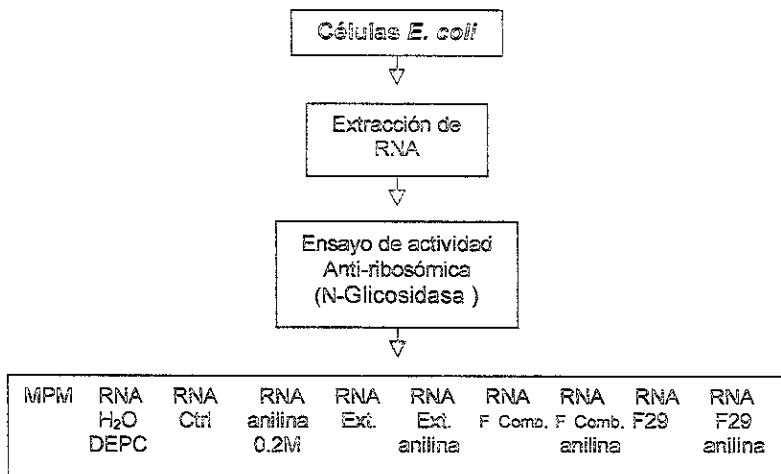 Células E. coli
Extracción de
RNA
Ensayo de actividad
Anti-ribosómica
(N-Glicosidasa )
MPM RNA RNA RNA RNA RNA RNA RNA RNA RNA
H₂O Ctrl anilina Ext. Ext. F Comb. F Comb. F29 F29
DEPC 0.2M anilina anilina anilina